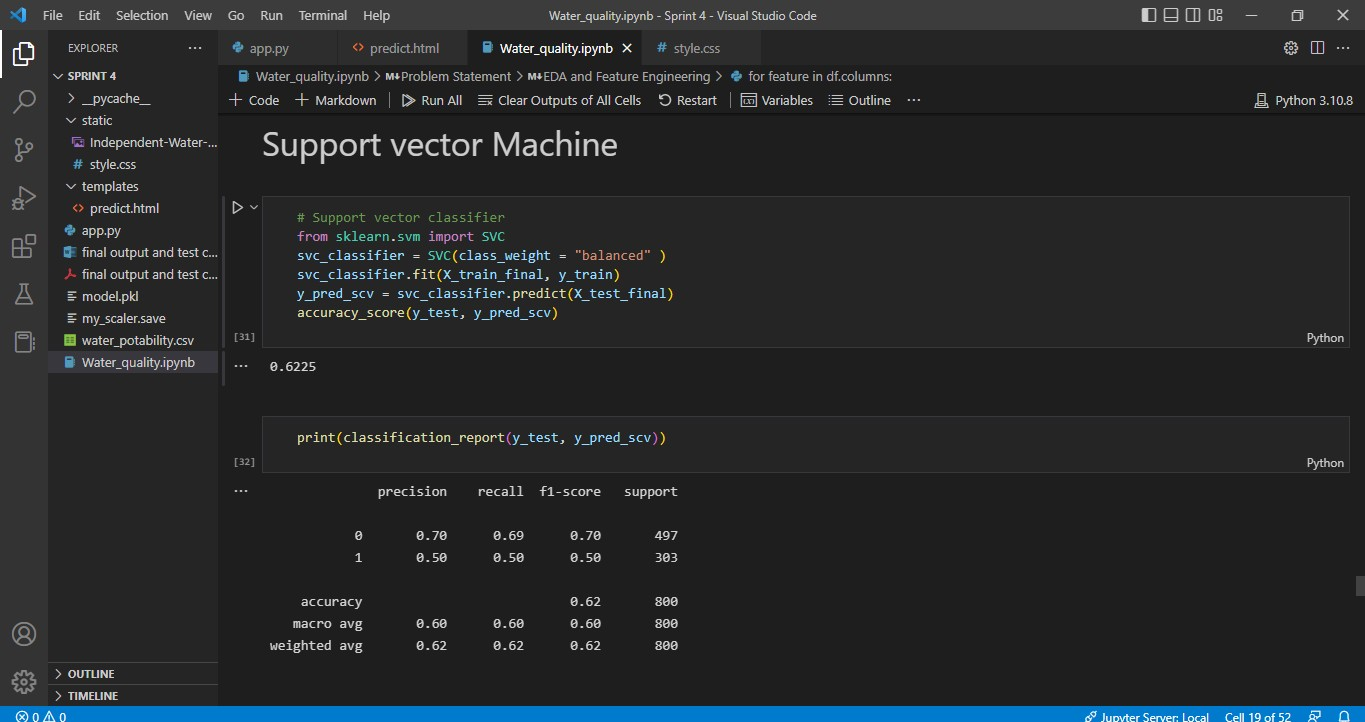 File Edit Selection View Go Run Terminal Help Water_quality.ipynb - Sprint 4 - Visual Studio Code
EXPLORER ···
SPRINT 4
__pycache__
static
Independent-Water-...
# style.css
templates
<> predict.html
app.py
final output and test c...
final output and test c...
model.pkl
my_scaler.save
water_potability.csv
Water_quality.ipynb
OUTLINE
TIMELINE
app.py <> predict.html Water_quality.ipynb # style.css ···
Water_quality.ipynb > M↓Problem Statement > M↓EDA and Feature Engineering > for feature in df.columns:
+ Code + Markdown Run All Clear Outputs of All Cells Restart Variables Outline ··· Python 3.10.8
Support vector Machine
# Support vector classifier
from sklearn.svm import SVC
svc_classifier = SVC(class_weight = "balanced" )
svc_classifier.fit(X_train_final, y_train)
y_pred_scv = svc_classifier.predict(X_test_final)
accuracy_score(y_test, y_pred_scv)
[31] Python
··· 0.6225
print(classification_report(y_test, y_pred_scv))
[32] Python
··· precision recall f1-score support
0 0.70 0.69 0.70 497
1 0.50 0.50 0.50 303
accuracy 0.62 800
macro avg 0.60 0.60 0.60 800
weighted avg 0.62 0.62 0.62 800
0 0 Jupyter Server: Local Cell 19 of 52